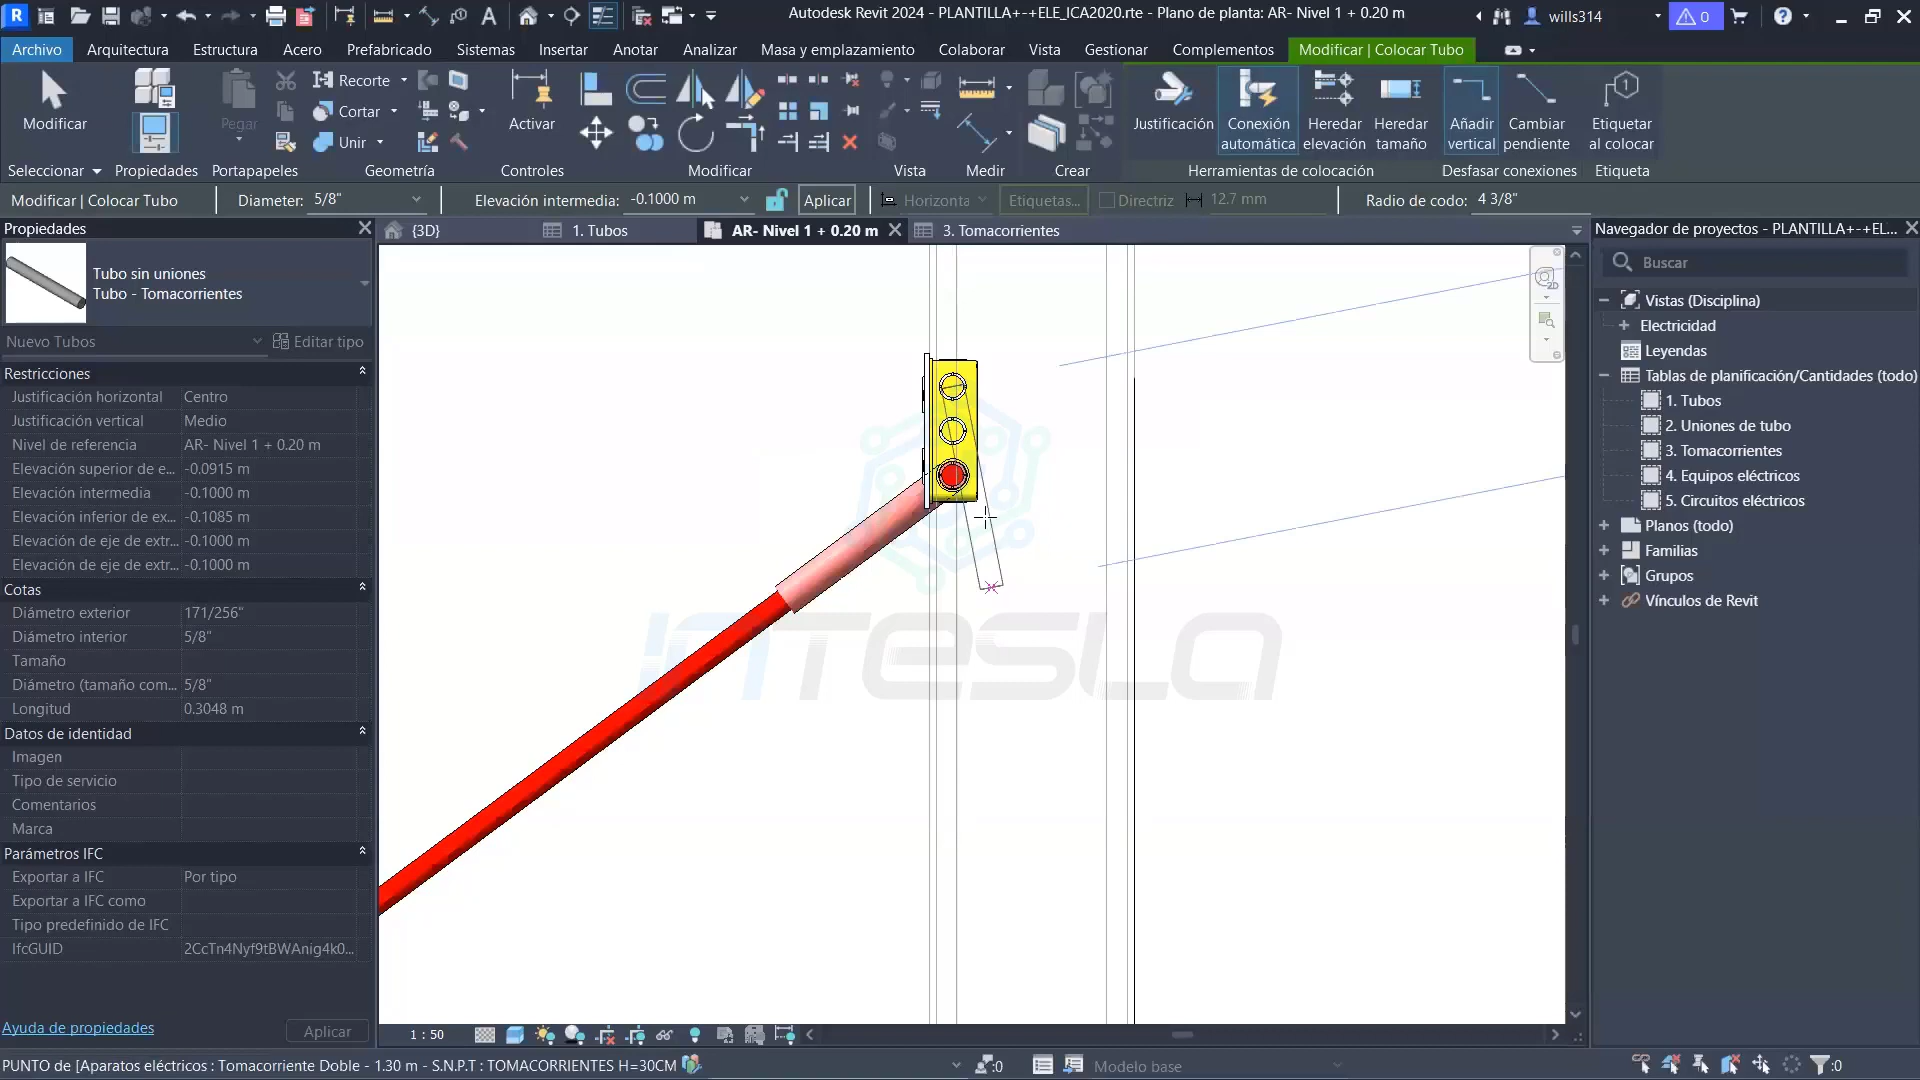 Autodesk Revit 2024 - PLANTILLA+-+ELE_ICA2020.rte - Plano de planta: AR- Nivel 1 + 0.20 m
wills314
0
Archivo Arquitectura Estructura Acero Prefabricado Sistemas Insertar Anotar Analizar Masa y emplazamiento Colaborar Vista Gestionar Complementos Modificar | Colocar Tubo
Modificar
Pegar
Recorte
Cortar
Unir
Activar
Justificación
Conexión automática
Heredar elevación
Heredar tamaño
Añadir vertical
Cambiar pendiente
Etiquetar al colocar
Seleccionar Propiedades Portapapeles Geometría Controles Modificar Vista Medir Crear Herramientas de colocación Desfasar conexiones Etiqueta
Modificar | Colocar Tubo Diameter: 5/8" Elevación intermedia: -0.1000 m Aplicar Horizonta Etiquetas... Directriz 12.7 mm Radio de codo: 4 3/8"
Propiedades
Tubo sin uniones
Tubo - Tomacorrientes
Nuevo Tubos Editar tipo
Restricciones
Justificación horizontal Centro
Justificación vertical Medio
Nivel de referencia AR- Nivel 1 + 0.20 m
Elevación superior de e... -0.0915 m
Elevación intermedia -0.1000 m
Elevación inferior de ex... -0.1085 m
Elevación de eje de extr... -0.1000 m
Elevación de eje de extr... -0.1000 m
Cotas
Diámetro exterior 171/256"
Diámetro interior 5/8"
Tamaño
Diámetro (tamaño com... 5/8"
Longitud 0.3048 m
Datos de identidad
Imagen
Tipo de servicio
Comentarios
Marca
Parámetros IFC
Exportar a IFC Por tipo
Exportar a IFC como
Tipo predefinido de IFC
IfcGUID 2CcTn4Nyf9tBWAnig4k0...
Ayuda de propiedades Aplicar
{3D} 1. Tubos AR- Nivel 1 + 0.20 m 3. Tomacorrientes
2D
INTESLA
1 : 50
Navegador de proyectos - PLANTILLA+-+EL...
Buscar
Vistas (Disciplina)
Electricidad
Leyendas
Tablas de planificación/Cantidades (todo)
1. Tubos
2. Uniones de tubo
3. Tomacorrientes
4. Equipos eléctricos
5. Circuitos eléctricos
Planos (todo)
Familias
Grupos
Vínculos de Revit
PUNTO de [Aparatos eléctricos : Tomacorriente Doble - 1.30 m - S.N.P.T : TOMACORRIENTES H=30CM :0 Modelo base :0